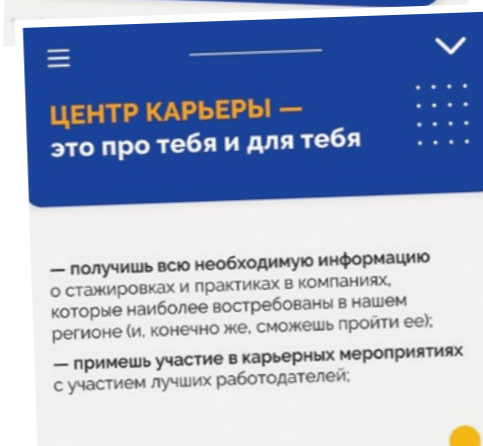 ЦЕНТР КАРЬЕРЫ —
это про тебя и для тебя
— получишь всю необходимую информацию
о стажировках и практиках в компаниях,
которые наиболее востребованы в нашем
регионе (и, конечно же, сможешь пройти ее);
— примешь участие в карьерных мероприятиях
с участием лучших работодателей;